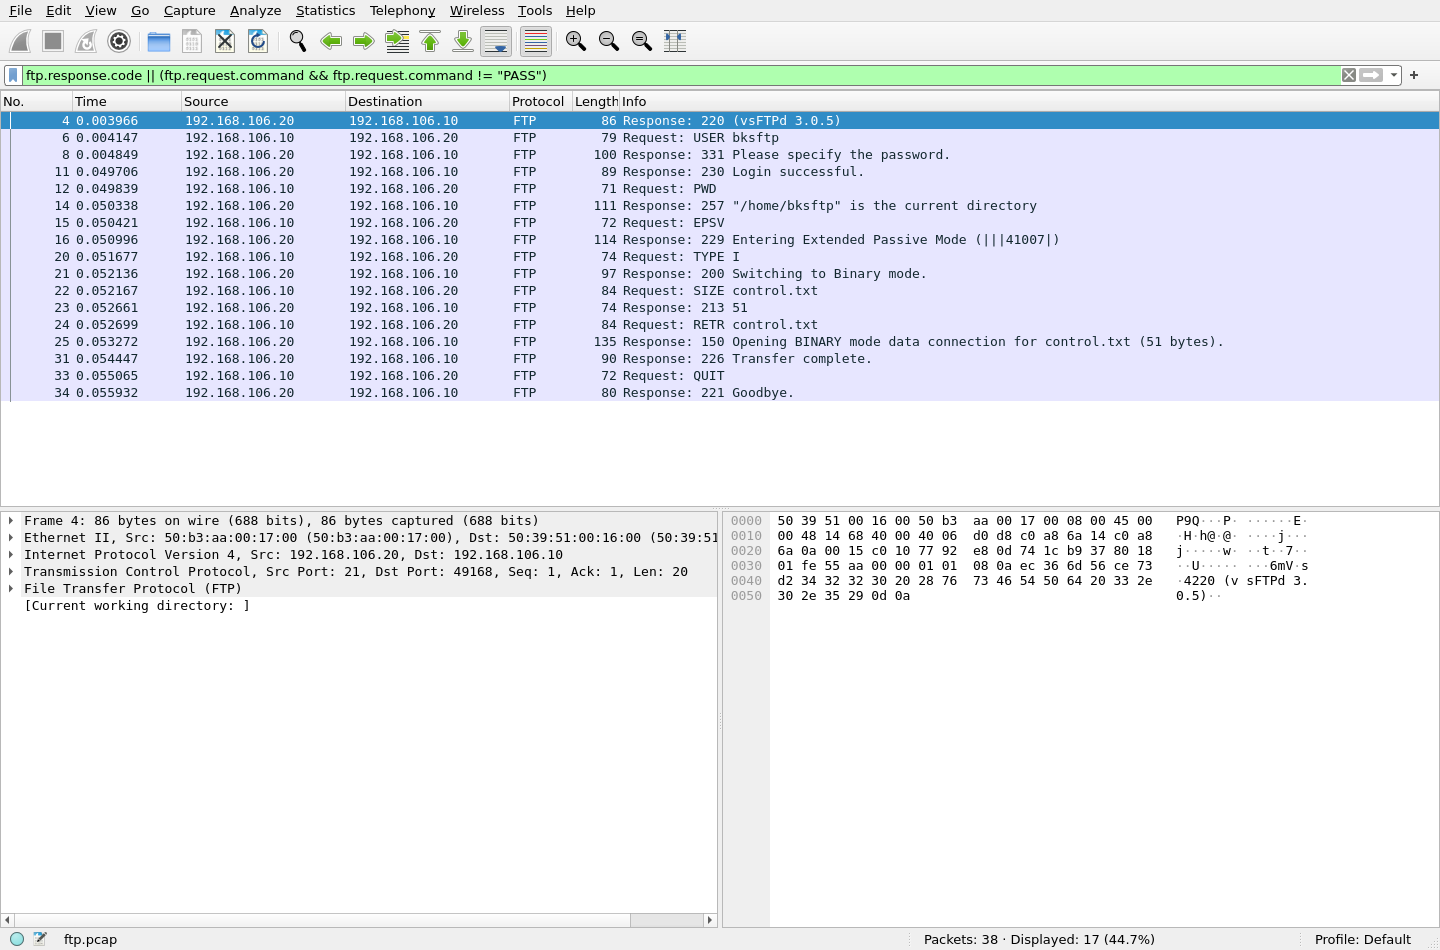 File Edit View Go Capture Analyze Statistics Telephony Wireless Tools Help
ftp.response.code || (ftp.request.command && ftp.request.command != "PASS")
No. Time Source Destination Protocol Length Info
4 0.003966 192.168.106.20 192.168.106.10 FTP 86 Response: 220 (vsFTPd 3.0.5)
6 0.004147 192.168.106.10 192.168.106.20 FTP 79 Request: USER bksftp
8 0.004849 192.168.106.20 192.168.106.10 FTP 100 Response: 331 Please specify the password.
11 0.049706 192.168.106.20 192.168.106.10 FTP 89 Response: 230 Login successful.
12 0.049839 192.168.106.10 192.168.106.20 FTP 71 Request: PWD
14 0.050338 192.168.106.20 192.168.106.10 FTP 111 Response: 257 "/home/bksftp" is the current directory
15 0.050421 192.168.106.10 192.168.106.20 FTP 72 Request: EPSV
16 0.050996 192.168.106.20 192.168.106.10 FTP 114 Response: 229 Entering Extended Passive Mode (|||41007|)
20 0.051677 192.168.106.10 192.168.106.20 FTP 74 Request: TYPE I
21 0.052136 192.168.106.20 192.168.106.10 FTP 97 Response: 200 Switching to Binary mode.
22 0.052167 192.168.106.10 192.168.106.20 FTP 84 Request: SIZE control.txt
23 0.052661 192.168.106.20 192.168.106.10 FTP 74 Response: 213 51
24 0.052699 192.168.106.10 192.168.106.20 FTP 84 Request: RETR control.txt
25 0.053272 192.168.106.20 192.168.106.10 FTP 135 Response: 150 Opening BINARY mode data connection for control.txt (51 bytes).
31 0.054447 192.168.106.20 192.168.106.10 FTP 90 Response: 226 Transfer complete.
33 0.055065 192.168.106.10 192.168.106.20 FTP 72 Request: QUIT
34 0.055932 192.168.106.20 192.168.106.10 FTP 80 Response: 221 Goodbye.
Frame 4: 86 bytes on wire (688 bits), 86 bytes captured (688 bits)
Ethernet II, Src: 50:b3:aa:00:17:00 (50:b3:aa:00:17:00), Dst: 50:39:51:00:16:00 (50:39:51
Internet Protocol Version 4, Src: 192.168.106.20, Dst: 192.168.106.10
Transmission Control Protocol, Src Port: 21, Dst Port: 49168, Seq: 1, Ack: 1, Len: 20
File Transfer Protocol (FTP)
[Current working directory: ]
0000 50 39 51 00 16 00 50 b3 aa 00 17 00 08 00 45 00 P9Q···P· ······E·
0010 00 48 14 68 40 00 40 06 d0 d8 c0 a8 6a 14 c0 a8 ·H·h@·@· ····j···
0020 6a 0a 00 15 c0 10 77 92 e8 0d 74 1c b9 37 80 18 j·····w· ··t··7··
0030 01 fe 55 aa 00 00 01 01 08 0a ec 36 6d 56 ce 73 ··U····· ···6mV·s
0040 d2 34 32 32 30 20 28 76 73 46 54 50 64 20 33 2e ·4220 (v sFTPd 3.
0050 30 2e 35 29 0d 0a 0.5)··
ftp.pcap Packets: 38 · Displayed: 17 (44.7%) Profile: Default